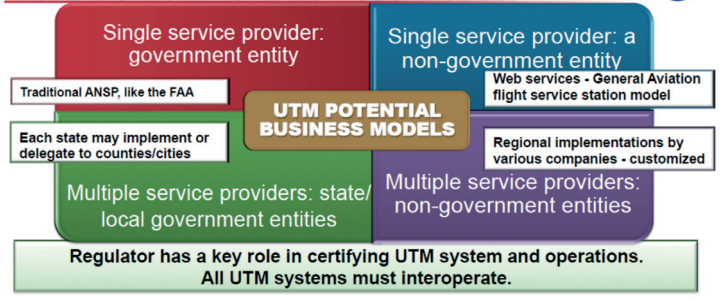 Single service provider:
government entity
Single service provider: a
non-government entity
Traditional ANSP, like the FAA
Web services - General Aviation
flight service station model
UTM POTENTIAL
BUSINESS MODELS
Each state may implement or
delegate to counties/cities
Regional implementations by
various companies - customized
Multiple service providers: state/
local government entities
Multiple service providers:
non-government entities
Regulator has a key role in certifying UTM system and operations.
All UTM systems must interoperate.